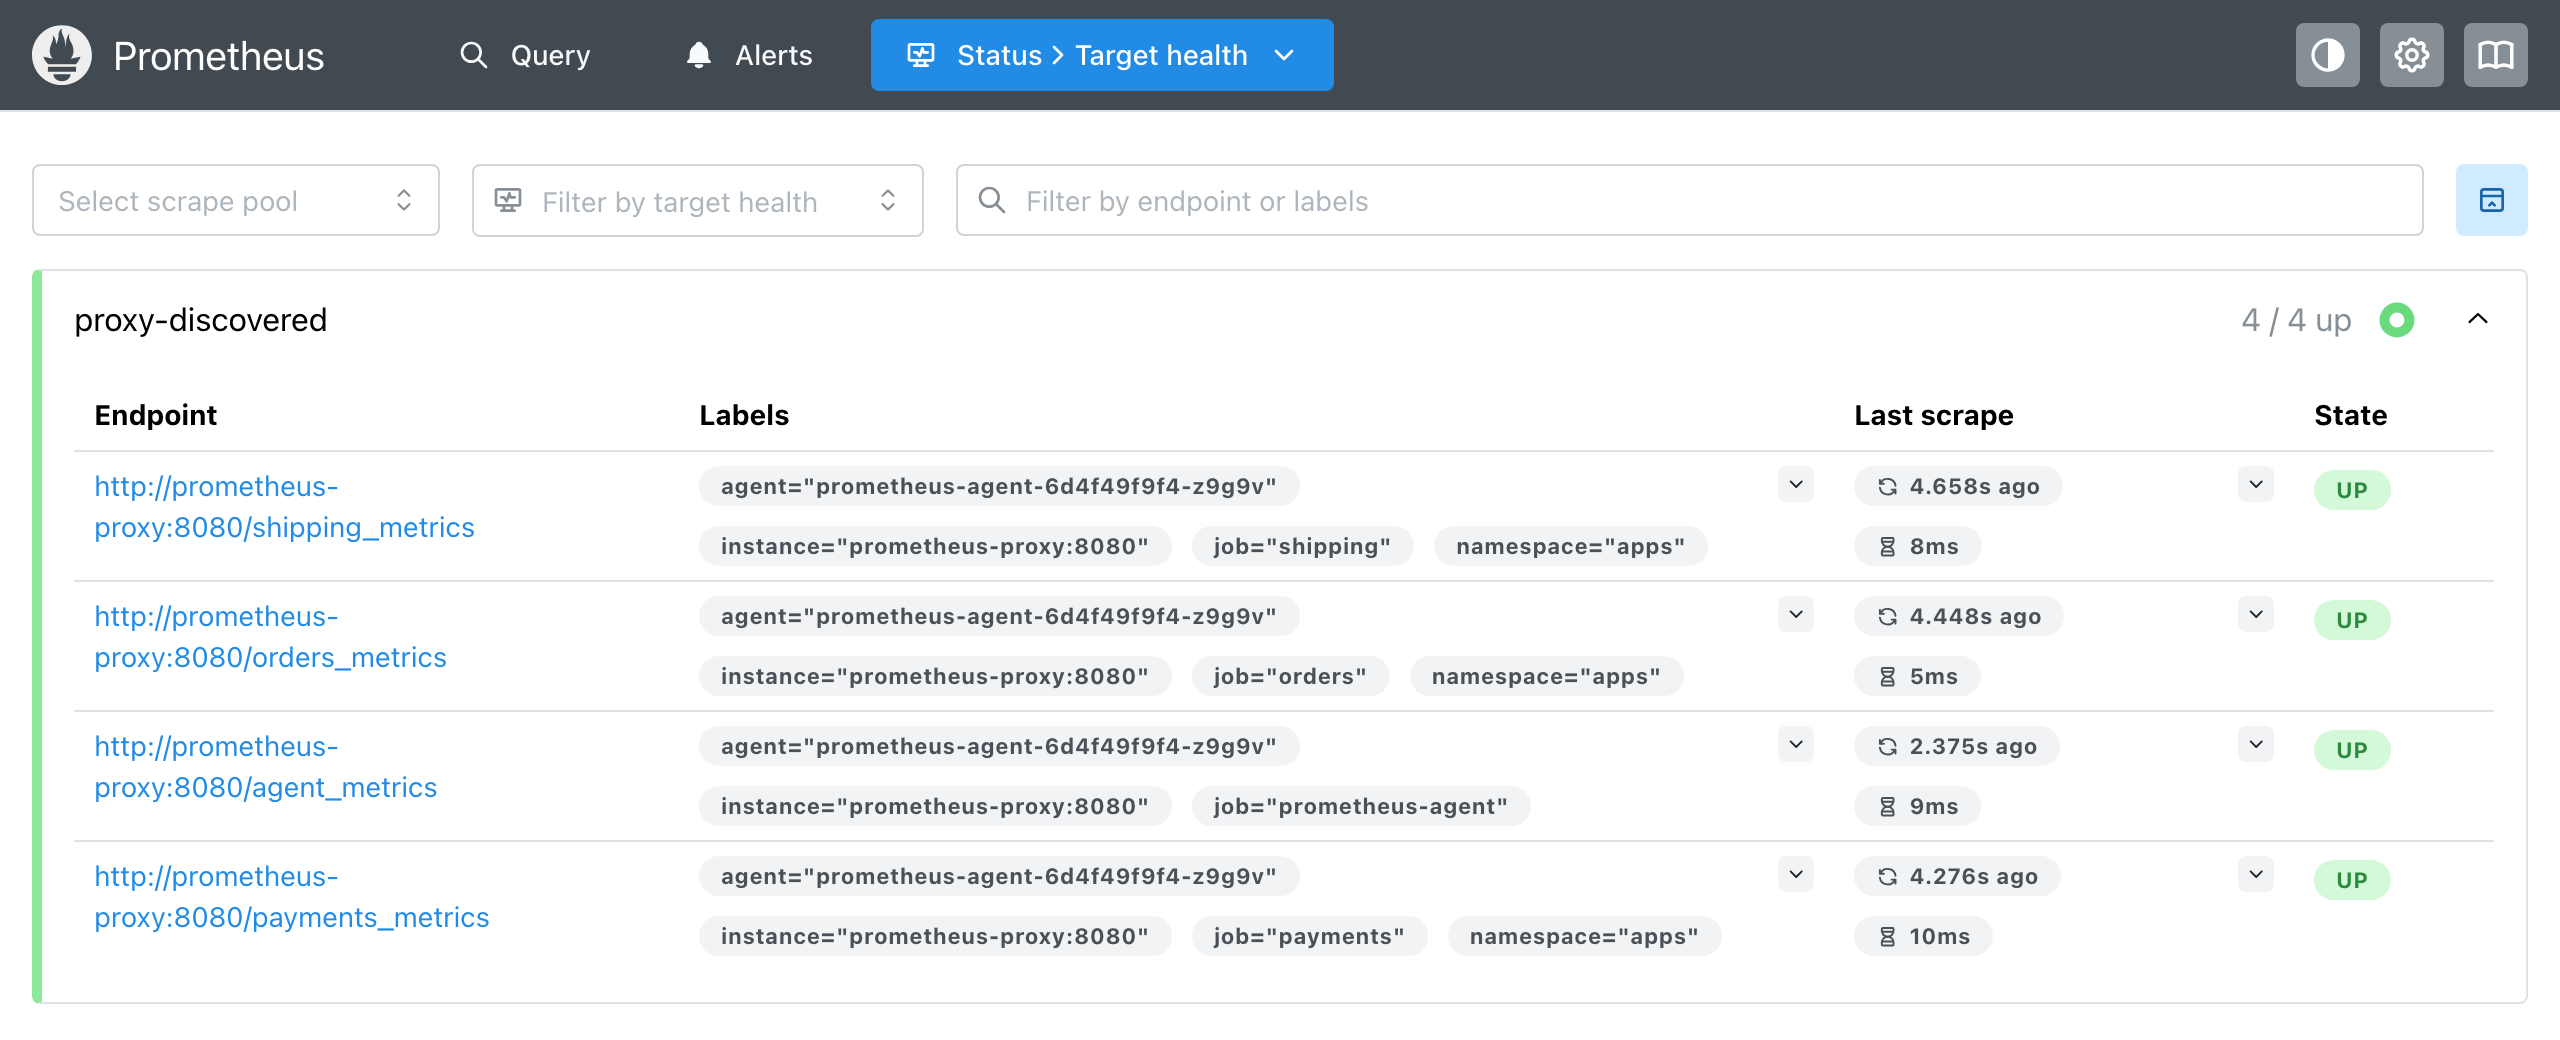 Prometheus
Query
Alerts
Status > Target health
Select scrape pool
Filter by target health
Filter by endpoint or labels
proxy-discovered
4 / 4 up
Endpoint
Labels
Last scrape
State
http://prometheus-
proxy:8080/shipping_metrics
agent="prometheus-agent-6d4f49f9f4-z9g9v"
instance="prometheus-proxy:8080" job="shipping" namespace="apps"
4.658s ago
8ms
UP
http://prometheus-
proxy:8080/orders_metrics
agent="prometheus-agent-6d4f49f9f4-z9g9v"
instance="prometheus-proxy:8080" job="orders" namespace="apps"
4.448s ago
5ms
UP
http://prometheus-
proxy:8080/agent_metrics
agent="prometheus-agent-6d4f49f9f4-z9g9v"
instance="prometheus-proxy:8080" job="prometheus-agent"
2.375s ago
9ms
UP
http://prometheus-
proxy:8080/payments_metrics
agent="prometheus-agent-6d4f49f9f4-z9g9v"
instance="prometheus-proxy:8080" job="payments" namespace="apps"
4.276s ago
10ms
UP